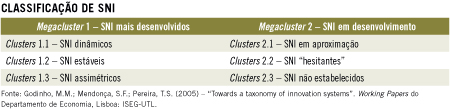 CLASSIFICAÇÃO DE SNI
Megacluster 1 – SNI mais desenvolvidos Megacluster 2 – SNI em desenvolvimento
Clusters 1.1 – SNI dinâmicos Clusters 2.1 – SNI em aproximação
Clusters 1.2 – SNI estáveis Clusters 2.2 – SNI “hesitantes”
Clusters 1.3 – SNI assimétricos Clusters 2.3 – SNI não estabelecidos
Fonte: Godinho, M.M.; Mendonça, S.F.; Pereira, T.S. (2005) – “Towards a taxonomy of innovation systems”. Working Papers do
Departamento de Economia, Lisboa: ISEG-UTL.